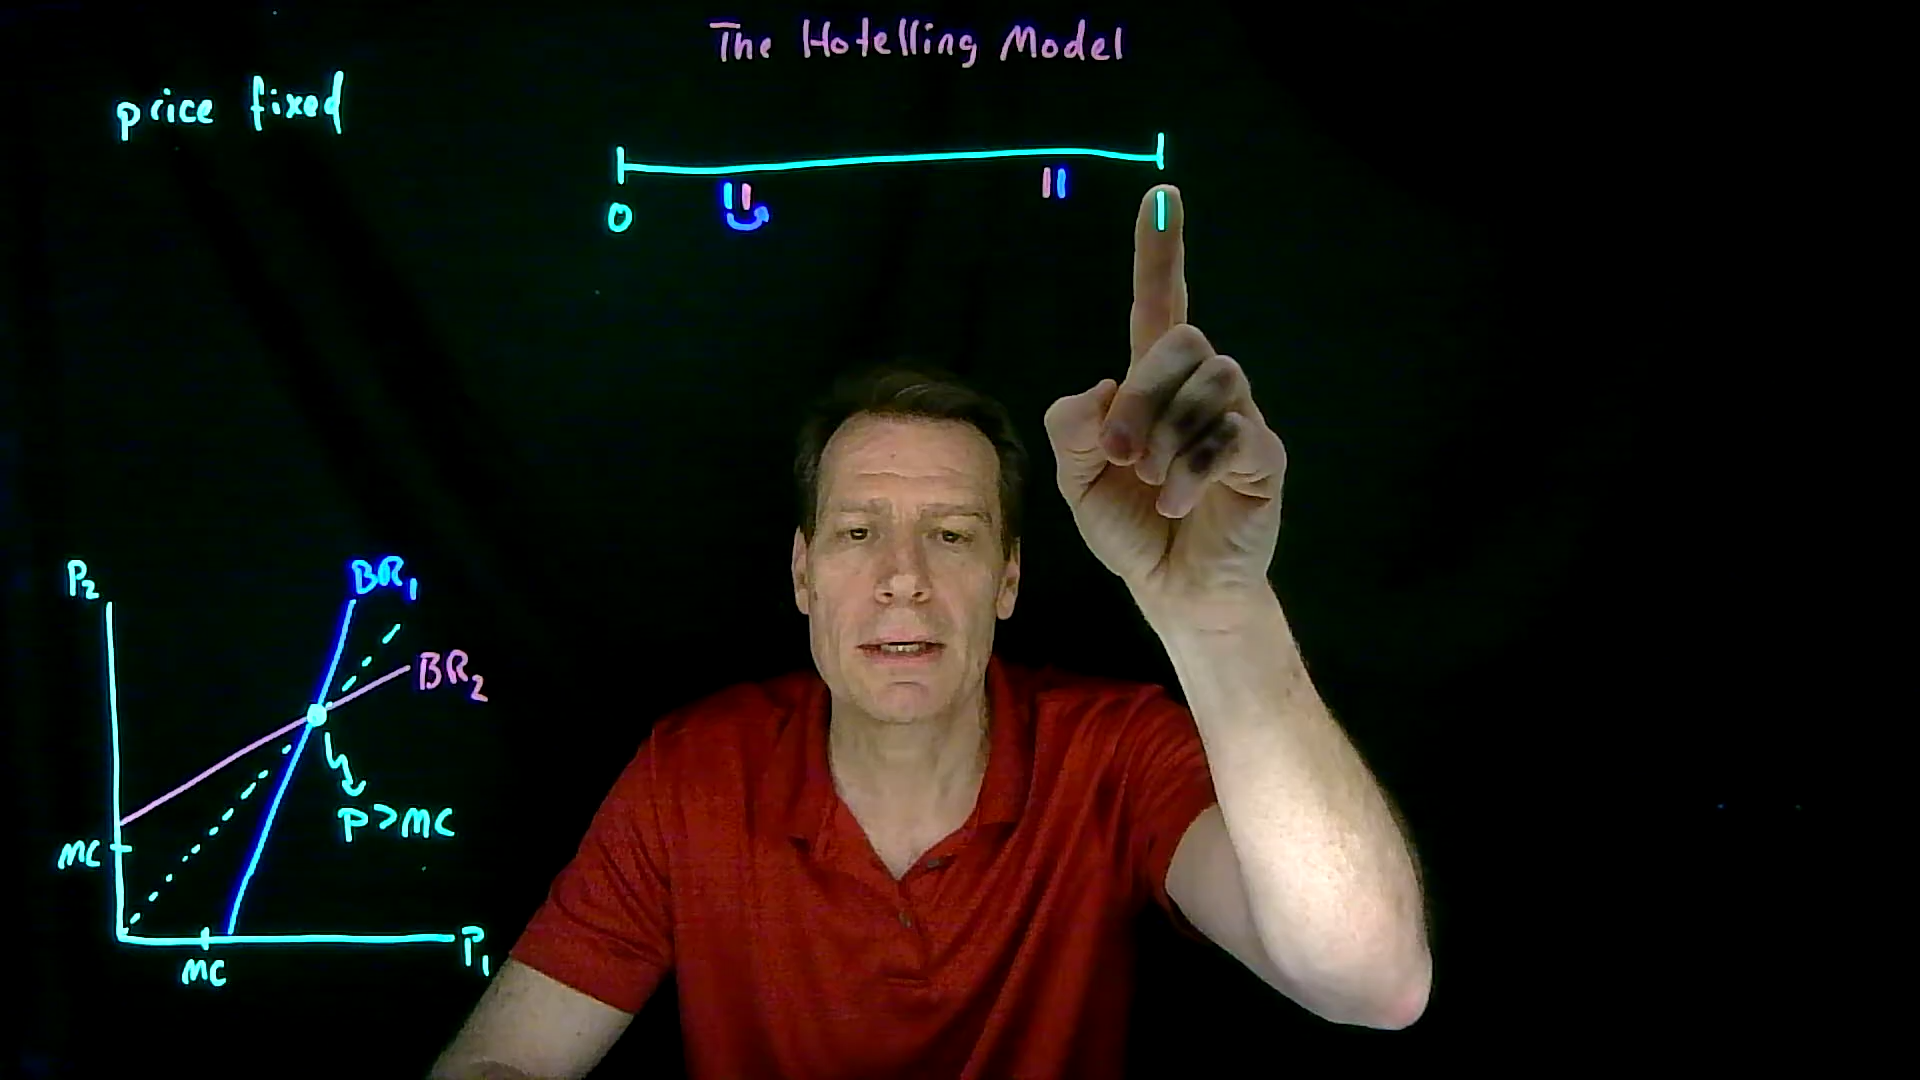 The Hotelling Model
price fixed
0 1
P2
BR1
BR2
P>MC
MC
MC
P1